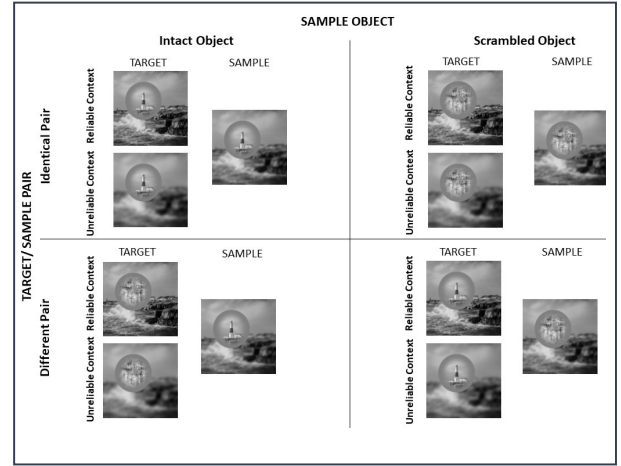 SAMPLE OBJECT
Intact Object
Scrambled Object
TARGET/ SAMPLE PAIR
Identical Pair
TARGET
SAMPLE
Reliable Context
Unreliable Context
TARGET
SAMPLE
Reliable Context
Unreliable Context
Different Pair
TARGET
SAMPLE
Reliable Context
Unreliable Context
TARGET
SAMPLE
Reliable Context
Unreliable Context